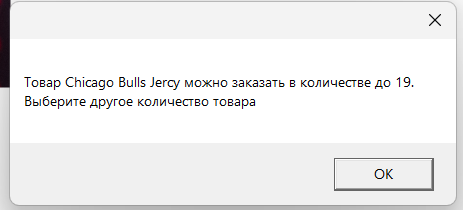 Товар Chicago Bulls Jercy можно заказать в количестве до 19.
Выберите другое количество товара
OK